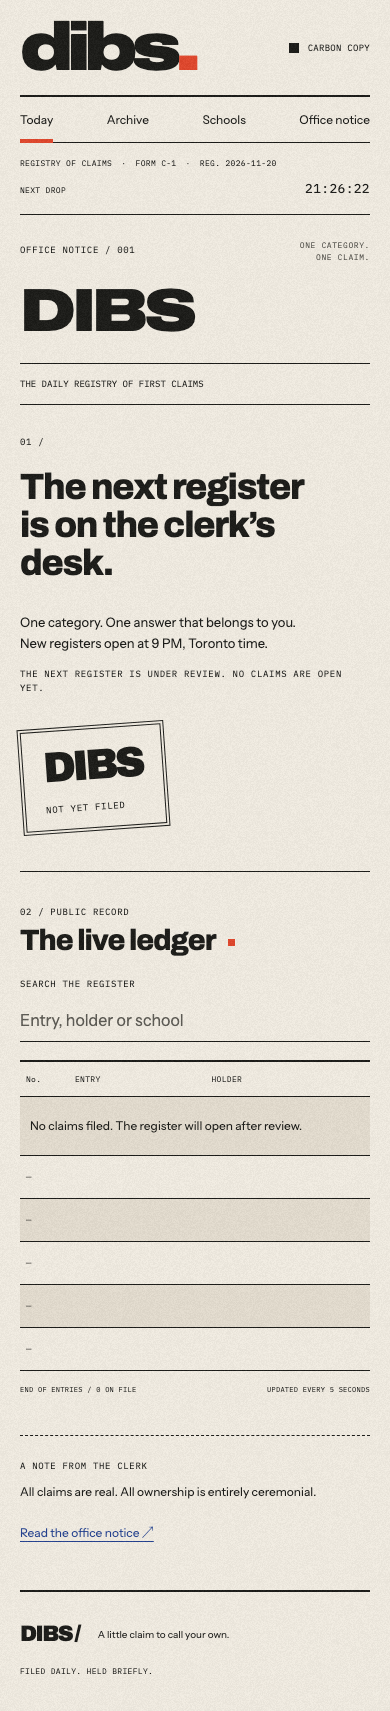 dibs.
CARBON COPY
Today Archive Schools Office notice
REGISTRY OF CLAIMS · FORM C-1 · REG. 2026-11-20
NEXT DROP 21:26:22
OFFICE NOTICE / 001
ONE CATEGORY.
ONE CLAIM.
DIBS
THE DAILY REGISTRY OF FIRST CLAIMS
01 /
The next register
is on the clerk’s
desk.
One category. One answer that belongs to you.
New registers open at 9 PM, Toronto time.
THE NEXT REGISTER IS UNDER REVIEW. NO CLAIMS ARE OPEN
YET.
DIBS
NOT YET FILED
02 / PUBLIC RECORD
The live ledger
SEARCH THE REGISTER
Entry, holder or school
No. ENTRY HOLDER
No claims filed. The register will open after review.
—
—
—
—
—
END OF ENTRIES / 0 ON FILE UPDATED EVERY 5 SECONDS
A NOTE FROM THE CLERK
All claims are real. All ownership is entirely ceremonial.
Read the office notice ↗
DIBS/ A little claim to call your own.
FILED DAILY. HELD BRIEFLY.